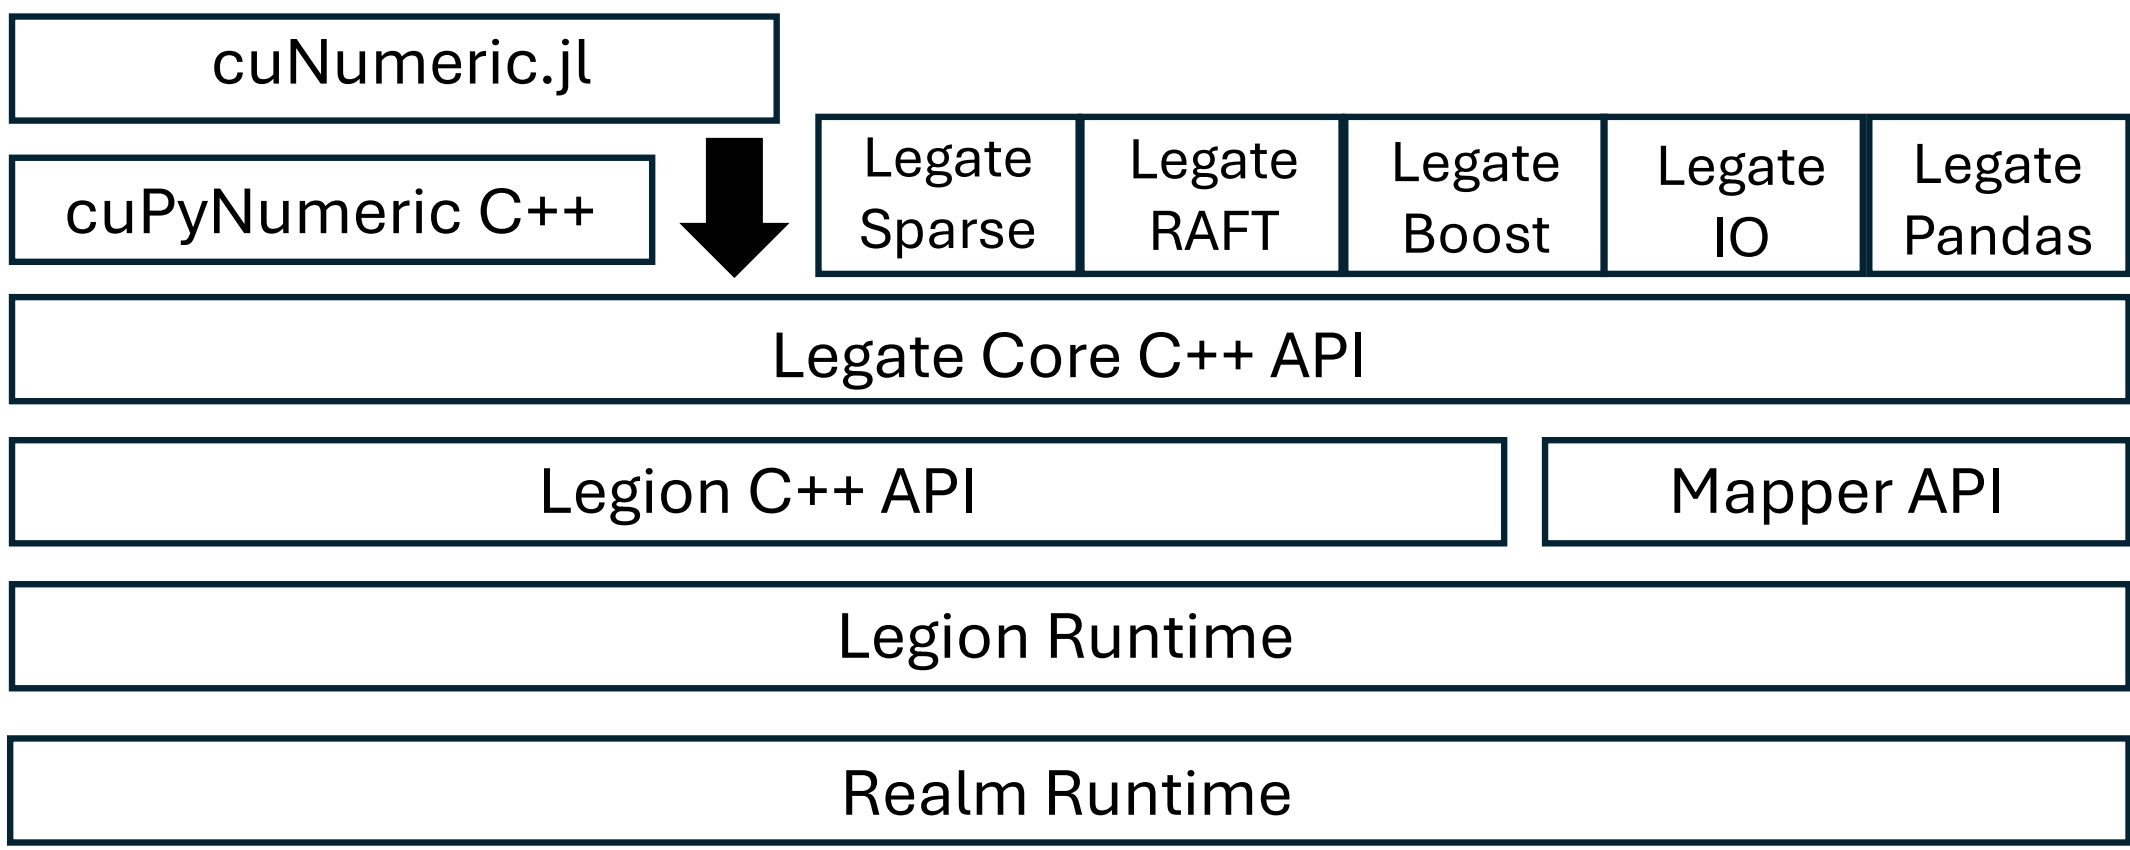 cuNumeric.jl
cuPyNumeric C++
Legate
Sparse
Legate
RAFT
Legate
Boost
Legate
IO
Legate
Pandas
Legate Core C++ API
Legion C++ API
Mapper API
Legion Runtime
Realm Runtime